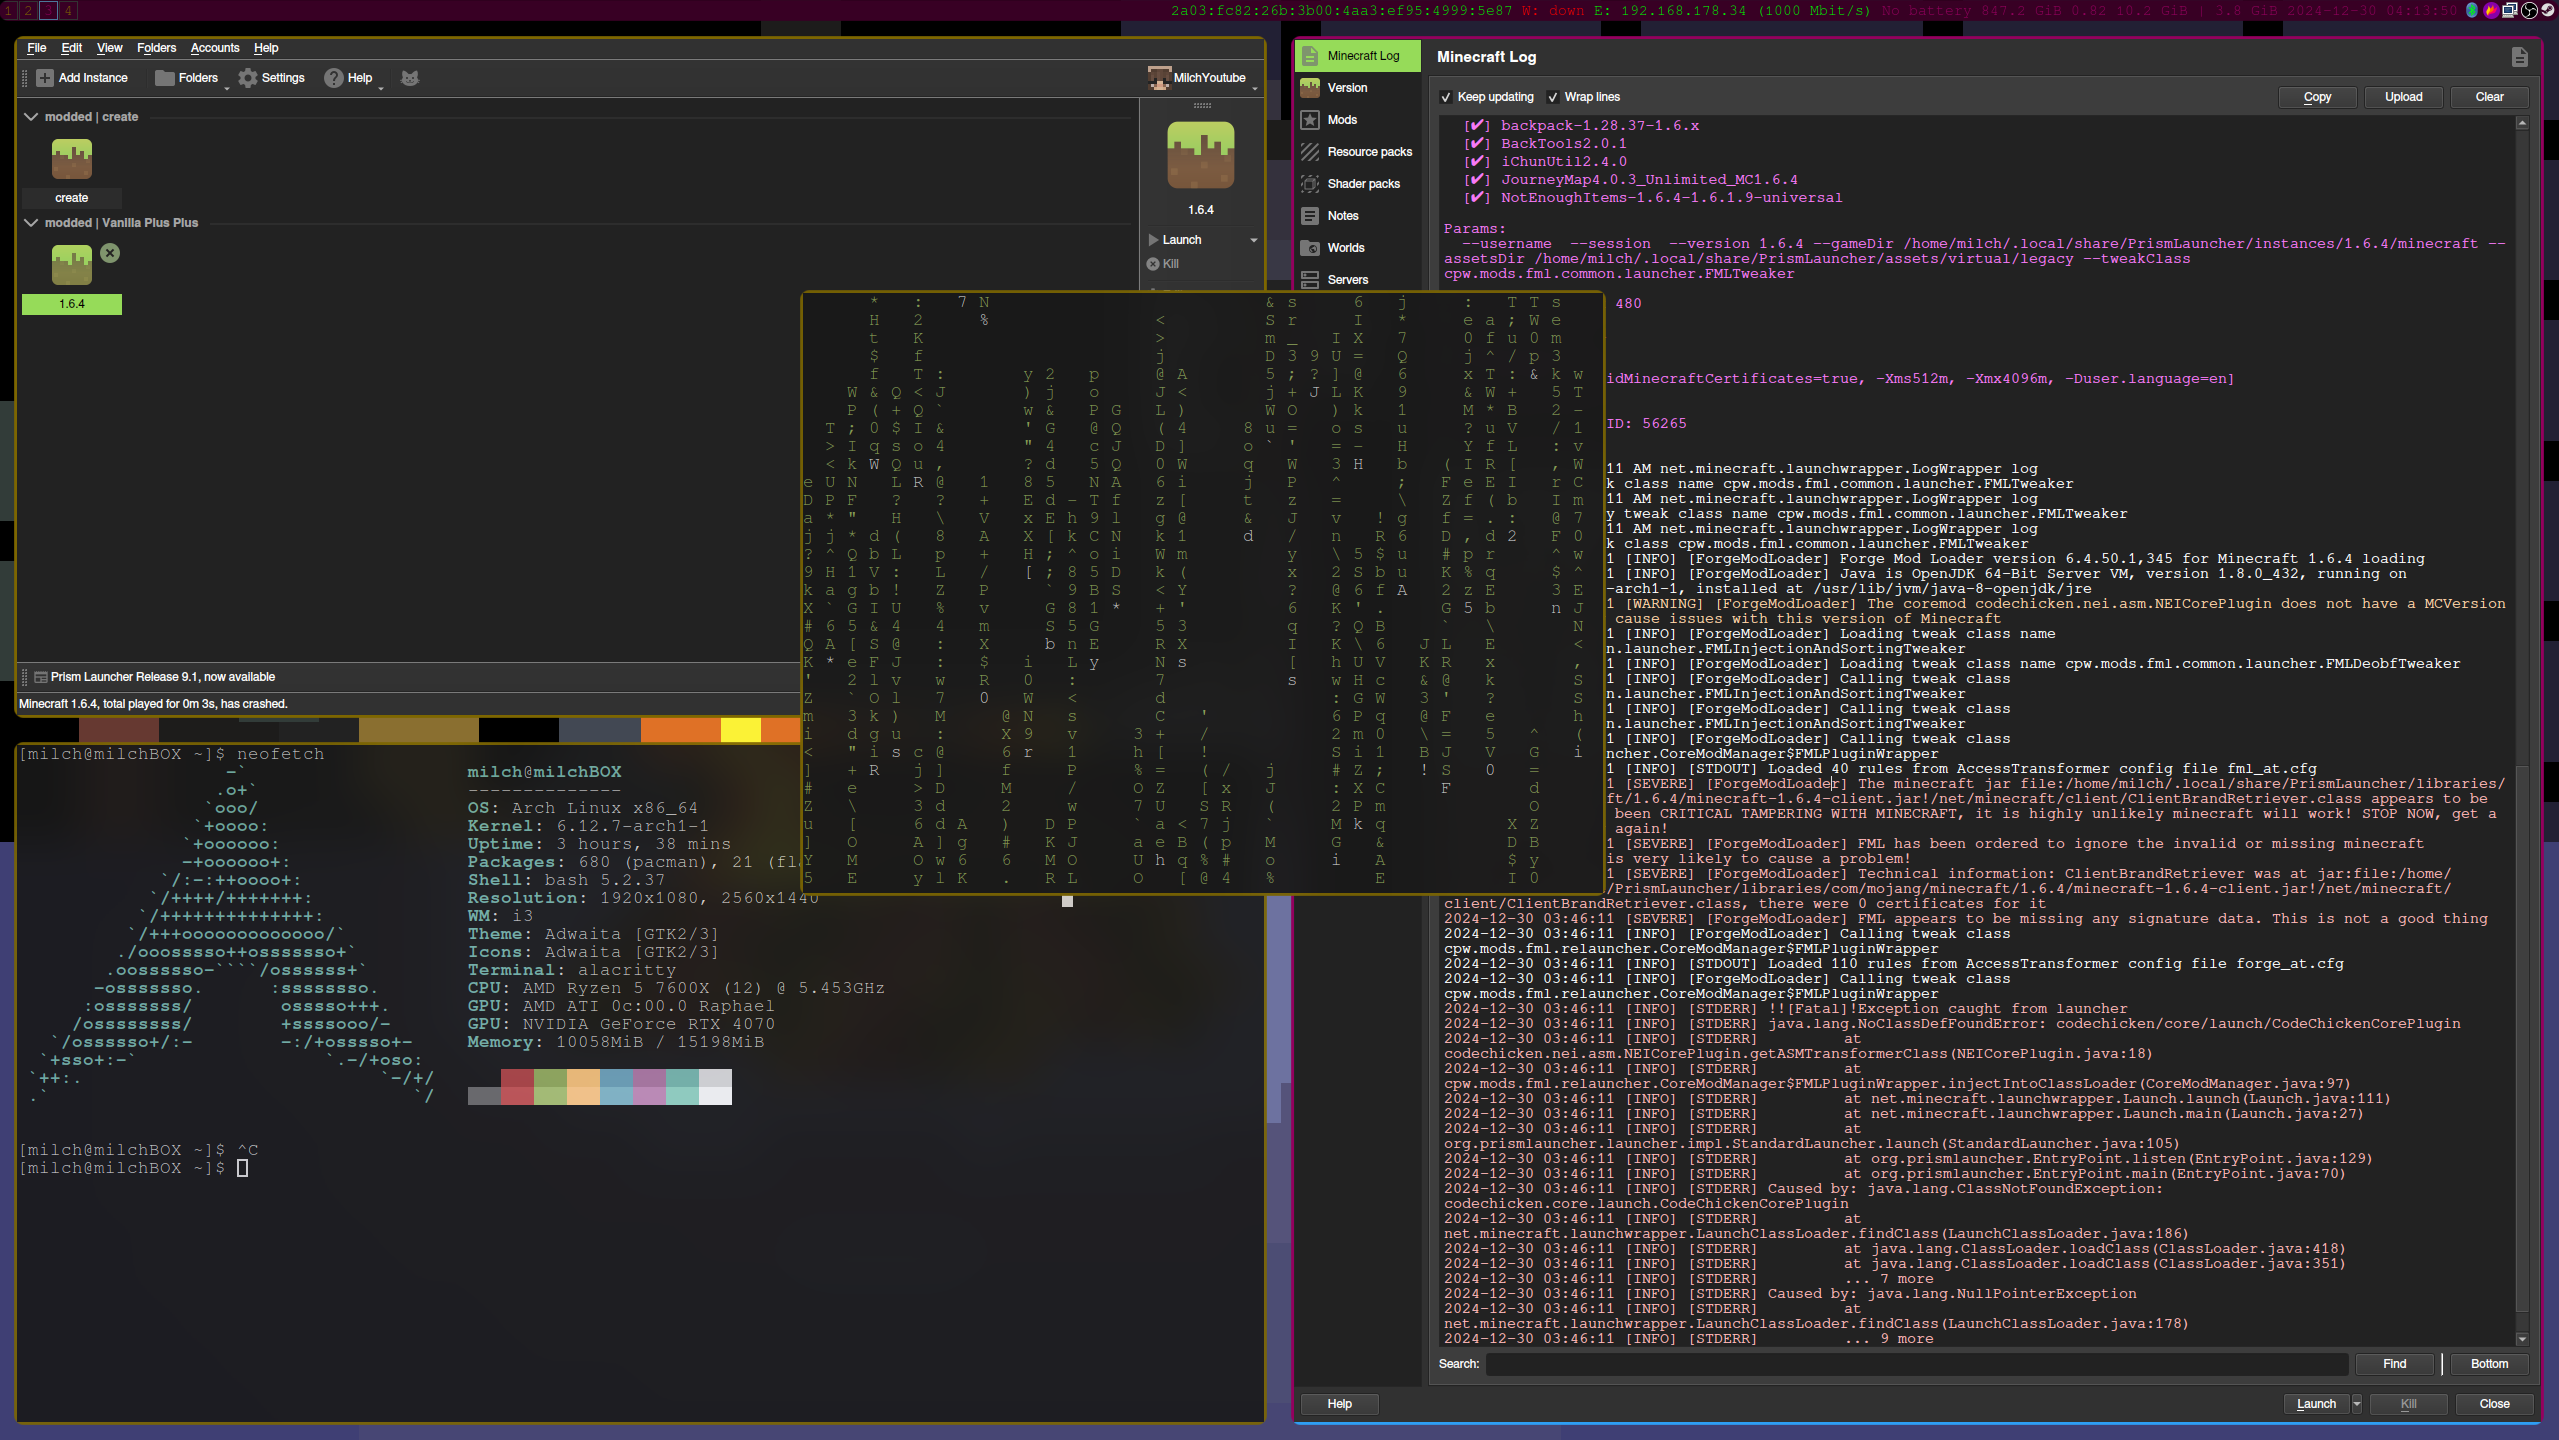 1 2 3 4
2a03:fc82:26b:3b00:4aa3:ef95:4999:5e87 W: down E: 192.168.178.34 (1000 Mbit/s) No battery 847.2 GiB 0.82 10.2 GiB | 3.8 GiB 2024-12-30 04:13:50
File Edit View Folders Accounts Help
Add Instance Folders Settings Help MilchYoutube
modded | create
create
modded | Vanilla Plus Plus
1.6.4
1.6.4
Launch
Kill
Prism Launcher Release 9.1, now available
Minecraft 1.6.4, total played for 0m 3s, has crashed.
[milch@milchBOX ~]$ neofetch
milch@milchBOX
--------------
OS: Arch Linux x86_64
Kernel: 6.12.7-arch1-1
Uptime: 3 hours, 38 mins
Packages: 680 (pacman), 21 (fl
Shell: bash 5.2.37
Resolution: 1920x1080, 2560x1440
WM: i3
Theme: Adwaita [GTK2/3]
Icons: Adwaita [GTK2/3]
Terminal: alacritty
CPU: AMD Ryzen 5 7600X (12) @ 5.453GHz
GPU: AMD ATI 0c:00.0 Raphael
GPU: NVIDIA GeForce RTX 4070
Memory: 10058MiB / 15198MiB
[milch@milchBOX ~]$ ^C
[milch@milchBOX ~]$
Minecraft Log
Version
Mods
Resource packs
Shader packs
Notes
Worlds
Servers
Minecraft Log
Keep updating Wrap lines Copy Upload Clear
[✔] backpack-1.28.37-1.6.x
[✔] BackTools2.0.1
[✔] iChunUtil2.4.0
[✔] JourneyMap4.0.3_Unlimited_MC1.6.4
[✔] NotEnoughItems-1.6.4-1.6.1.9-universal
Params:
--username --session --version 1.6.4 --gameDir /home/milch/.local/share/PrismLauncher/instances/1.6.4/minecraft --
assetsDir /home/milch/.local/share/PrismLauncher/assets/virtual/legacy --tweakClass
cpw.mods.fml.common.launcher.FMLTweaker
480
idMinecraftCertificates=true, -Xms512m, -Xmx4096m, -Duser.language=en]
ID: 56265
11 AM net.minecraft.launchwrapper.LogWrapper log
k class name cpw.mods.fml.common.launcher.FMLTweaker
11 AM net.minecraft.launchwrapper.LogWrapper log
y tweak class name cpw.mods.fml.common.launcher.FMLTweaker
11 AM net.minecraft.launchwrapper.LogWrapper log
k class cpw.mods.fml.common.launcher.FMLTweaker
1 [INFO] [ForgeModLoader] Forge Mod Loader version 6.4.50.1,345 for Minecraft 1.6.4 loading
1 [INFO] [ForgeModLoader] Java is OpenJDK 64-Bit Server VM, version 1.8.0_432, running on
-arch1-1, installed at /usr/lib/jvm/java-8-openjdk/jre
1 [WARNING] [ForgeModLoader] The coremod codechicken.nei.asm.NEICorePlugin does not have a MCVersion
cause issues with this version of Minecraft
1 [INFO] [ForgeModLoader] Loading tweak class name
n.launcher.FMLInjectionAndSortingTweaker
1 [INFO] [ForgeModLoader] Loading tweak class name cpw.mods.fml.common.launcher.FMLDeobfTweaker
1 [INFO] [ForgeModLoader] Calling tweak class
n.launcher.FMLInjectionAndSortingTweaker
1 [INFO] [ForgeModLoader] Calling tweak class
n.launcher.FMLInjectionAndSortingTweaker
1 [INFO] [ForgeModLoader] Calling tweak class
ncher.CoreModManager$FMLPluginWrapper
1 [INFO] [STDOUT] Loaded 40 rules from AccessTransformer config file fml_at.cfg
1 [SEVERE] [ForgeModLoader] The minecraft jar file:/home/milch/.local/share/PrismLauncher/libraries/
ft/1.6.4/minecraft-1.6.4-client.jar!/net/minecraft/client/ClientBrandRetriever.class appears to be
been CRITICAL TAMPERING WITH MINECRAFT, it is highly unlikely minecraft will work! STOP NOW, get a
again!
1 [SEVERE] [ForgeModLoader] FML has been ordered to ignore the invalid or missing minecraft
is very likely to cause a problem!
1 [SEVERE] [ForgeModLoader] Technical information: ClientBrandRetriever was at jar:file:/home/
/PrismLauncher/libraries/com/mojang/minecraft/1.6.4/minecraft-1.6.4-client.jar!/net/minecraft/
client/ClientBrandRetriever.class, there were 0 certificates for it
2024-12-30 03:46:11 [SEVERE] [ForgeModLoader] FML appears to be missing any signature data. This is not a good thing
2024-12-30 03:46:11 [INFO] [ForgeModLoader] Calling tweak class
cpw.mods.fml.relauncher.CoreModManager$FMLPluginWrapper
2024-12-30 03:46:11 [INFO] [STDOUT] Loaded 110 rules from AccessTransformer config file forge_at.cfg
2024-12-30 03:46:11 [INFO] [ForgeModLoader] Calling tweak class
cpw.mods.fml.relauncher.CoreModManager$FMLPluginWrapper
2024-12-30 03:46:11 [INFO] [STDERR] !![Fatal]!Exception caught from launcher
2024-12-30 03:46:11 [INFO] [STDERR] java.lang.NoClassDefFoundError: codechicken/core/launch/CodeChickenCorePlugin
2024-12-30 03:46:11 [INFO] [STDERR] at
codechicken.nei.asm.NEICorePlugin.getASMTransformerClass(NEICorePlugin.java:18)
2024-12-30 03:46:11 [INFO] [STDERR] at
cpw.mods.fml.relauncher.CoreModManager$FMLPluginWrapper.injectIntoClassLoader(CoreModManager.java:97)
2024-12-30 03:46:11 [INFO] [STDERR] at net.minecraft.launchwrapper.Launch.launch(Launch.java:111)
2024-12-30 03:46:11 [INFO] [STDERR] at net.minecraft.launchwrapper.Launch.main(Launch.java:27)
2024-12-30 03:46:11 [INFO] [STDERR] at
org.prismlauncher.launcher.impl.StandardLauncher.launch(StandardLauncher.java:105)
2024-12-30 03:46:11 [INFO] [STDERR] at org.prismlauncher.EntryPoint.listen(EntryPoint.java:129)
2024-12-30 03:46:11 [INFO] [STDERR] at org.prismlauncher.EntryPoint.main(EntryPoint.java:70)
2024-12-30 03:46:11 [INFO] [STDERR] Caused by: java.lang.ClassNotFoundException:
codechicken.core.launch.CodeChickenCorePlugin
2024-12-30 03:46:11 [INFO] [STDERR] at
net.minecraft.launchwrapper.LaunchClassLoader.findClass(LaunchClassLoader.java:186)
2024-12-30 03:46:11 [INFO] [STDERR] at java.lang.ClassLoader.loadClass(ClassLoader.java:418)
2024-12-30 03:46:11 [INFO] [STDERR] at java.lang.ClassLoader.loadClass(ClassLoader.java:351)
2024-12-30 03:46:11 [INFO] [STDERR] ... 7 more
2024-12-30 03:46:11 [INFO] [STDERR] Caused by: java.lang.NullPointerException
2024-12-30 03:46:11 [INFO] [STDERR] at
net.minecraft.launchwrapper.LaunchClassLoader.findClass(LaunchClassLoader.java:178)
2024-12-30 03:46:11 [INFO] [STDERR] ... 9 more
Search: Find Bottom
Help Launch Kill Close